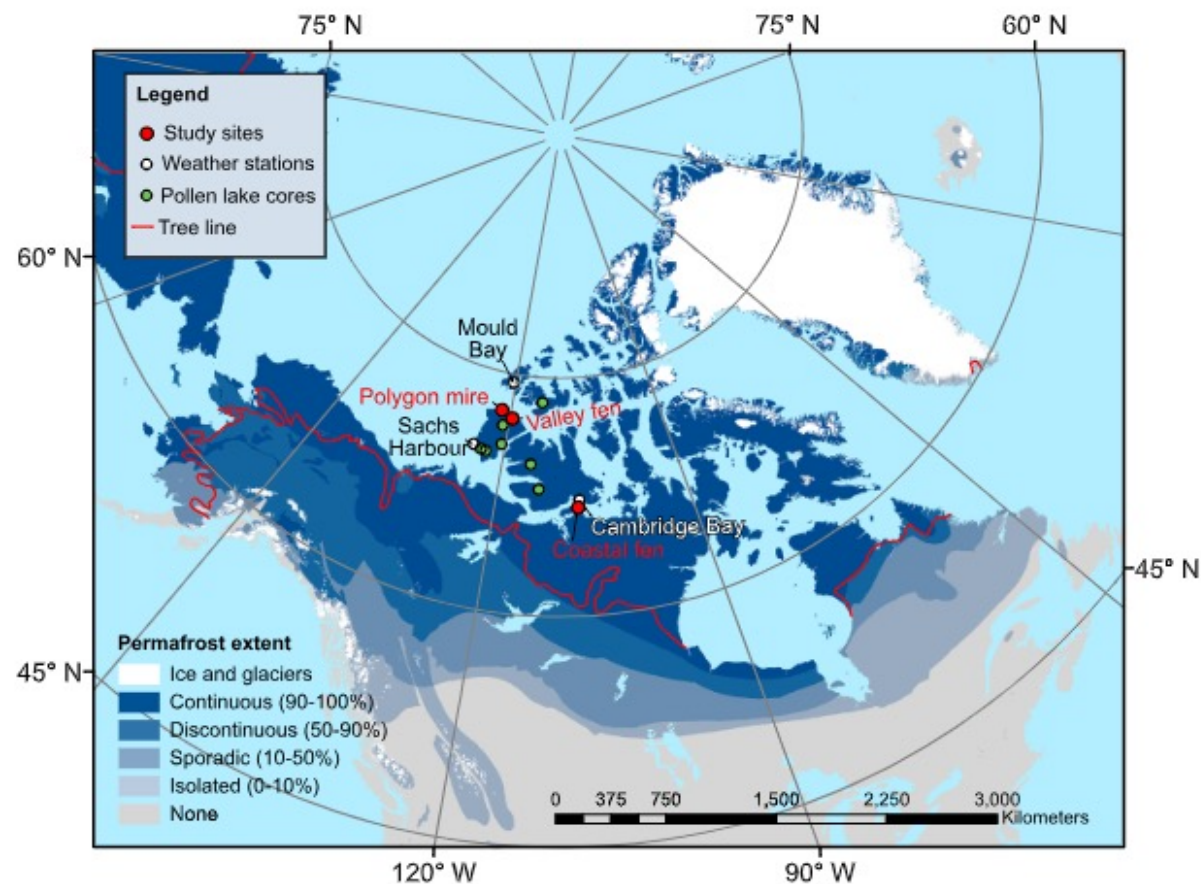 75° N
75° N
60° N
Legend
Study sites
Weather stations
Pollen lake cores
Tree line
60° N
Mould
Bay
Polygon mire
Valley fen
Sachs
Harbour
Cambridge Bay
Coastal fen
45° N
45° N
Permafrost extent
Ice and glaciers
Continuous (90-100%)
Discontinuous (50-90%)
Sporadic (10-50%)
Isolated (0-10%)
None
0 375 750 1,500 2,250 3,000
Kilometers
120° W
90° W